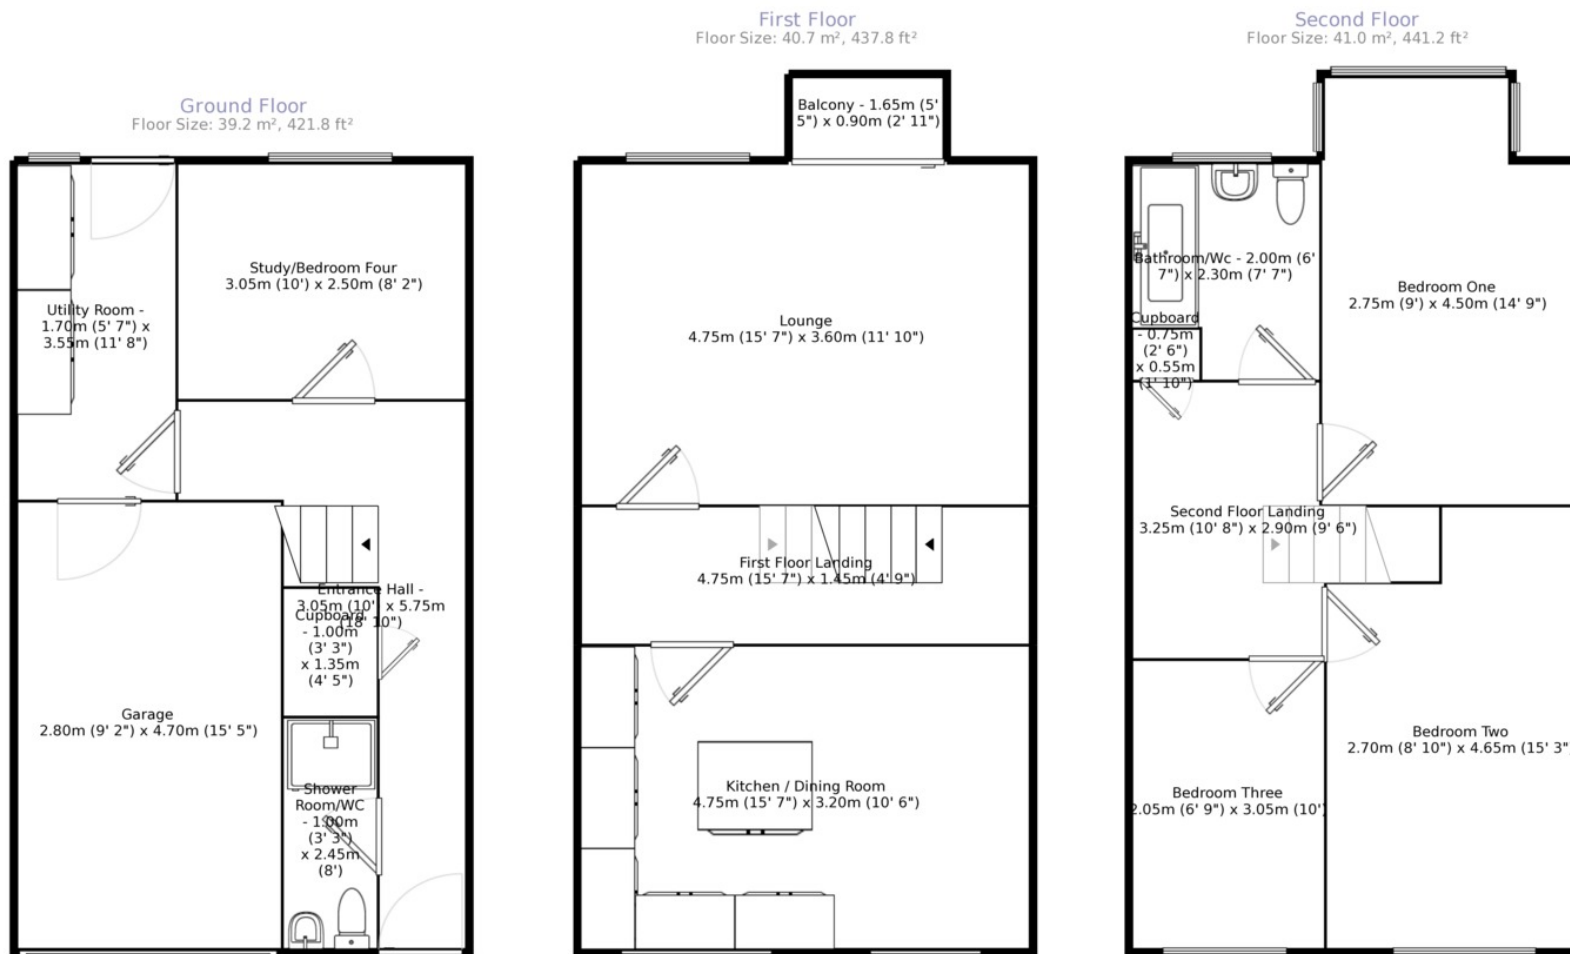 Ground Floor
Floor Size: 39.2 m², 421.8 ft²
Utility Room -
1.70m (5' 7") x
3.55m (11' 8")
Study/Bedroom Four
3.05m (10') x 2.50m (8' 2")
Entrance Hall -
3.05m (10') x 5.75m
(18' 10")
Cupboard
- 1.00m
(3' 3")
x 1.35m
(4' 5")
Garage
2.80m (9' 2") x 4.70m (15' 5")
Shower
Room/WC
- 1.00m
(3' 3")
x 2.45m
(8')
First Floor
Floor Size: 40.7 m², 437.8 ft²
Balcony - 1.65m (5'
5") x 0.90m (2' 11")
Lounge
4.75m (15' 7") x 3.60m (11' 10")
First Floor Landing
4.75m (15' 7") x 1.45m (4' 9")
Kitchen / Dining Room
4.75m (15' 7") x 3.20m (10' 6")
Second Floor
Floor Size: 41.0 m², 441.2 ft²
Bathroom/Wc - 2.00m (6'
7") x 2.30m (7' 7")
Cupboard
- 0.75m
(2' 6")
x 0.55m
(1' 10")
Bedroom One
2.75m (9') x 4.50m (14' 9")
Second Floor Landing
3.25m (10' 8") x 2.90m (9' 6")
Bedroom Two
2.70m (8' 10") x 4.65m (15' 3"
Bedroom Three
2.05m (6' 9") x 3.05m (10')